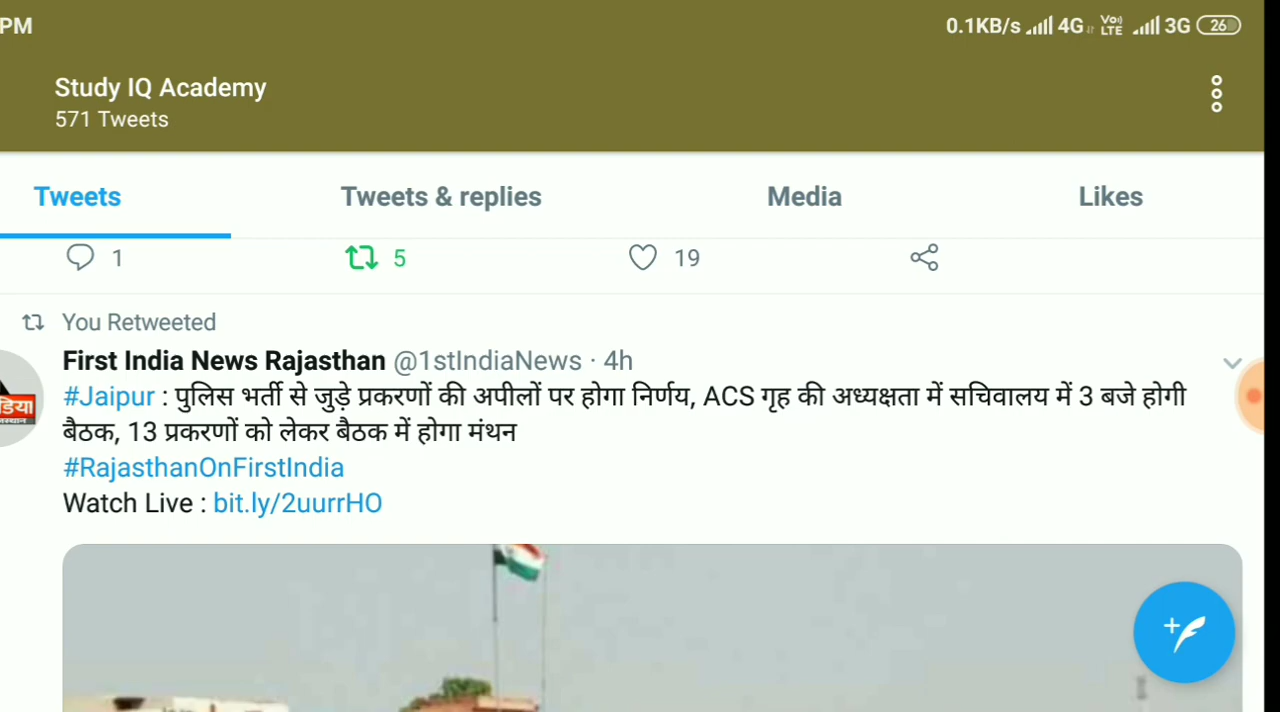 PM 0.1KB/s 4G Vo) LTE 3G 26
Study IQ Academy
571 Tweets
Tweets Tweets & replies Media Likes
1 5 19
You Retweeted
First India News Rajasthan @1stIndiaNews · 4h
#Jaipur : पुलिस भर्ती से जुड़े प्रकरणों की अपीलों पर होगा निर्णय, ACS गृह की अध्यक्षता में सचिवालय में 3 बजे होगी
बैठक, 13 प्रकरणों को लेकर बैठक में होगा मंथन
#RajasthanOnFirstIndia
Watch Live : bit.ly/2uurrHO